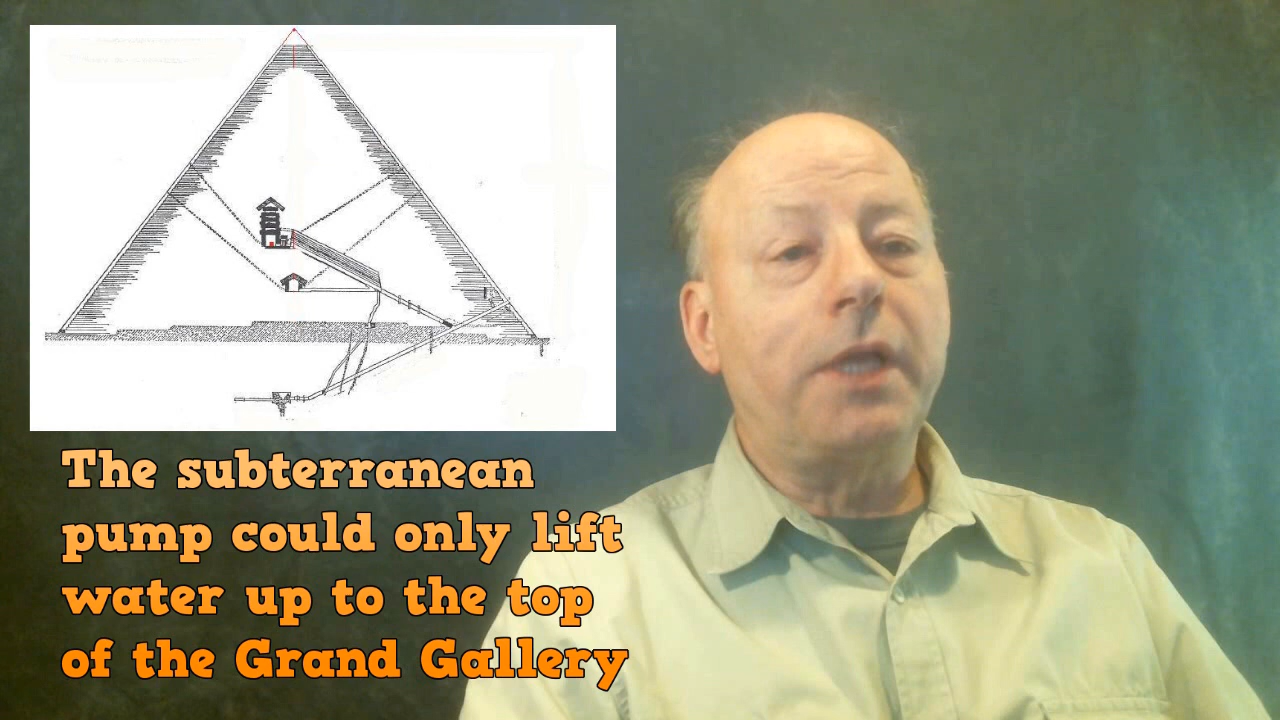 The subterranean
pump could only lift
water up to the top
of the Grand Gallery